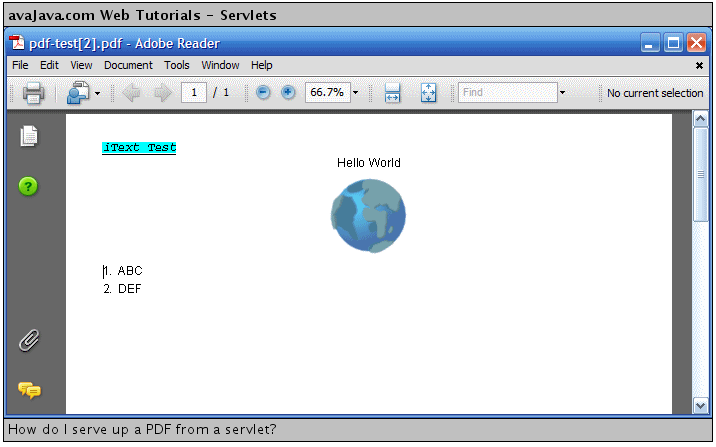 avaJava.com Web Tutorials - Servlets
pdf-test[2].pdf - Adobe Reader
File Edit View Document Tools Window Help
1 / 1 66.7% Find No current selection
iText Test
Hello World
1. ABC
2. DEF
How do I serve up a PDF from a servlet?